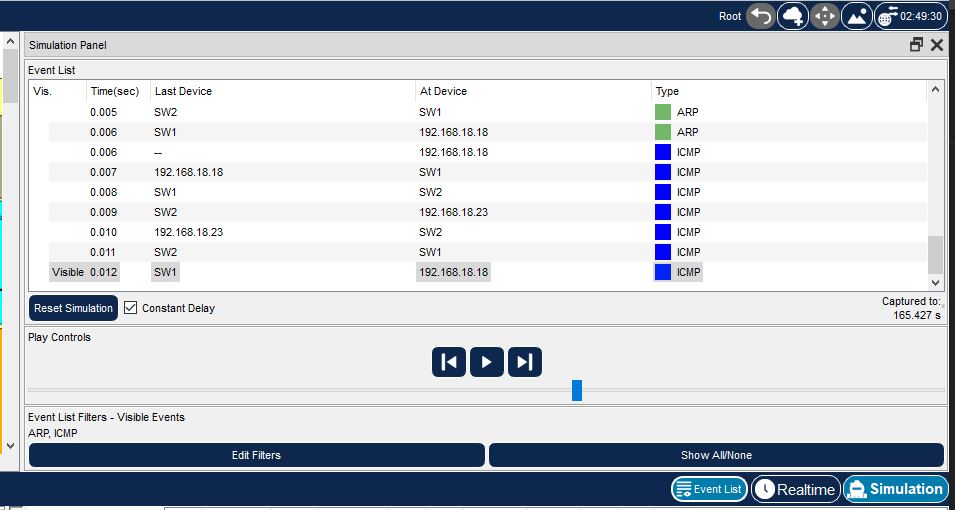 Root 02:49:30
Simulation Panel
Event List
Vis. Time(sec) Last Device At Device Type
0.005 SW2 SW1 ARP
0.006 SW1 192.168.18.18 ARP
0.006 -- 192.168.18.18 ICMP
0.007 192.168.18.18 SW1 ICMP
0.008 SW1 SW2 ICMP
0.009 SW2 192.168.18.23 ICMP
0.010 192.168.18.23 SW2 ICMP
0.011 SW2 SW1 ICMP
Visible 0.012 SW1 192.168.18.18 ICMP
Reset Simulation Constant Delay Captured to:
165.427 s
Play Controls
Event List Filters - Visible Events
ARP, ICMP
Edit Filters Show All/None
Event List Realtime Simulation